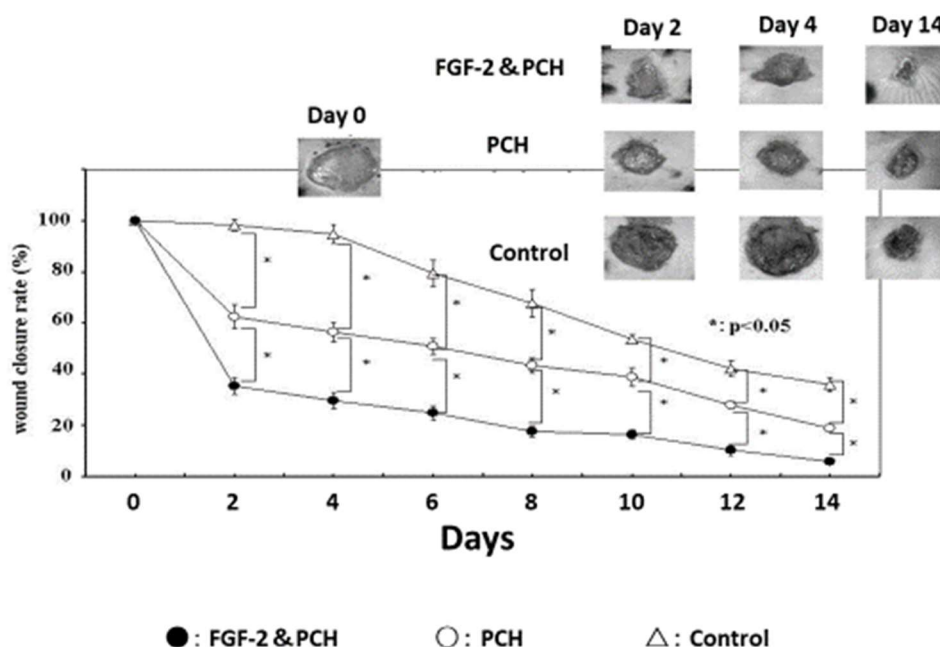 Day 2 Day 4 Day 14
FGF-2 & PCH
Day 0
PCH
Control
wound closure rate (%)
100
80
60
40
20
0
* * * * * * * * * * * * * *
*: p<0.05
0 2 4 6 8 10 12 14
Days
●: FGF-2 & PCH ○: PCH △: Control